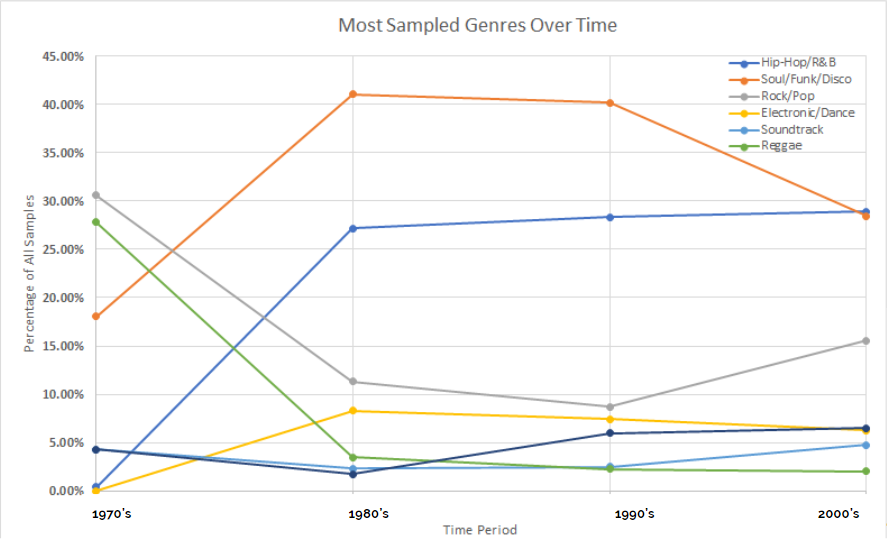 Most Sampled Genres Over Time
45.00%
40.00%
35.00%
30.00%
25.00%
20.00%
15.00%
10.00%
5.00%
0.00%
Percentage of All Samples
Hip-Hop/R&B
Soul/Funk/Disco
Rock/Pop
Electronic/Dance
Soundtrack
Reggae
1970's 1980's 1990's 2000's
Time Period